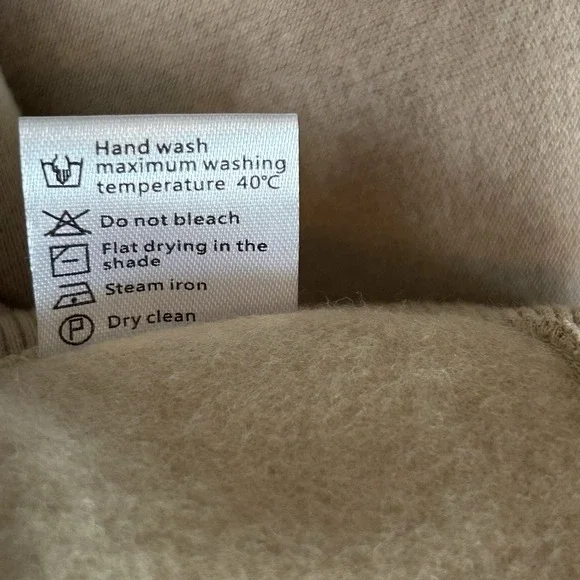 Hand wash
maximum washing
temperature 40℃
Do not bleach
Flat drying in the
shade
Steam iron
P Dry clean